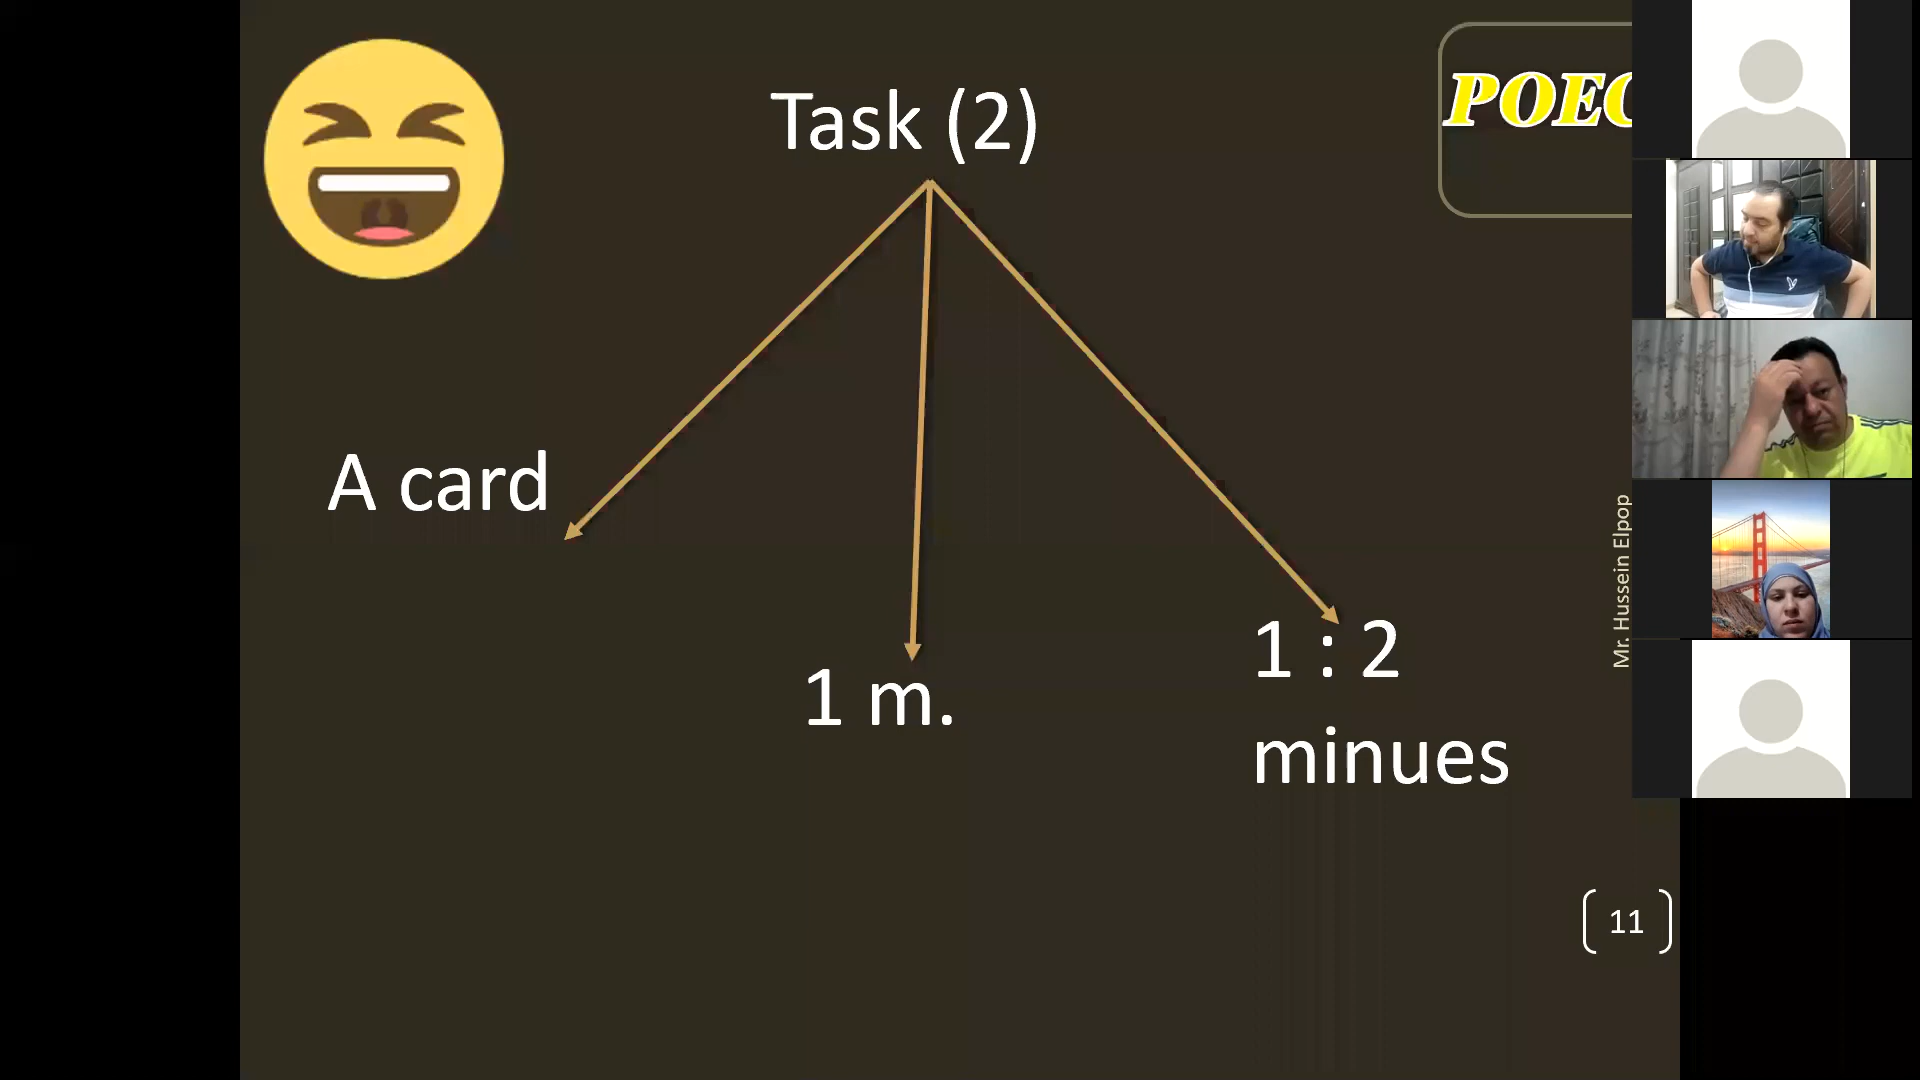 Task (2)
POEC
A card
1 m.
1 : 2
minues
Mr. Hussein Elpop
11